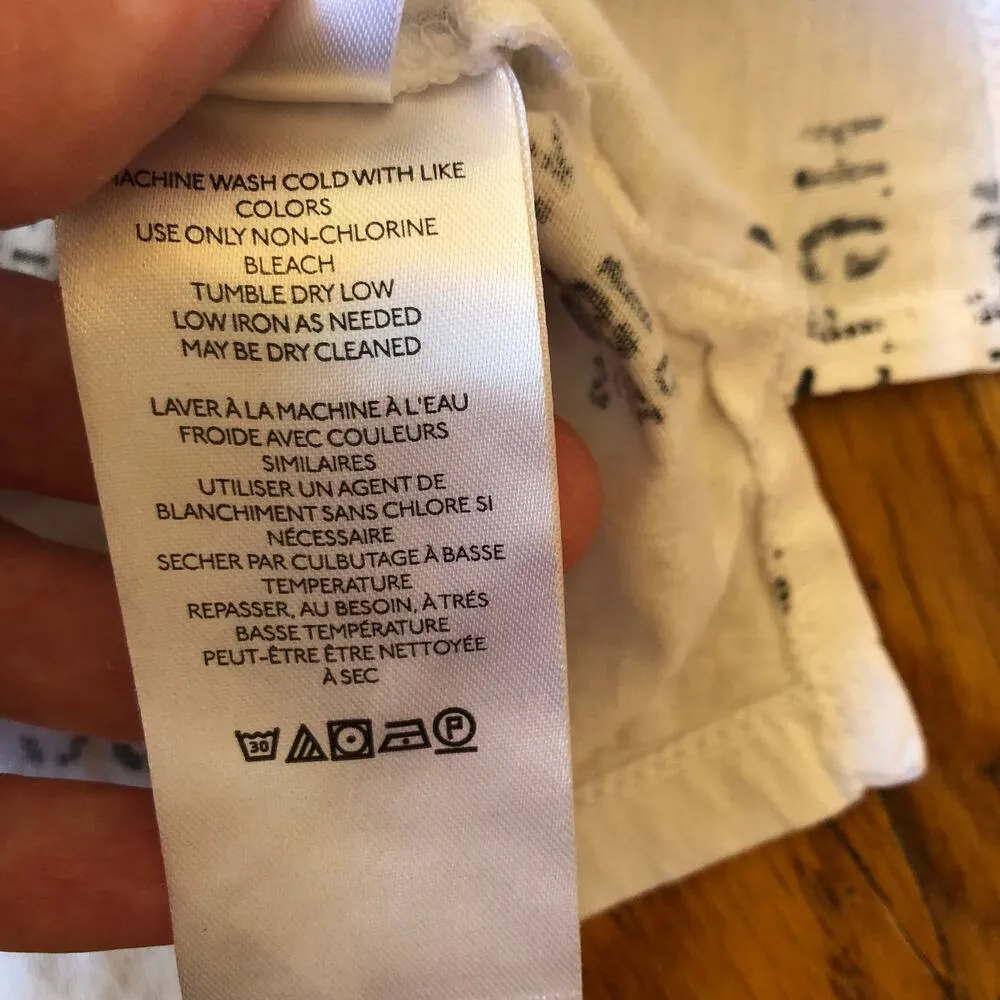 MACHINE WASH COLD WITH LIKE
COLORS
USE ONLY NON-CHLORINE
BLEACH
TUMBLE DRY LOW
LOW IRON AS NEEDED
MAY BE DRY CLEANED
LAVER À LA MACHINE À L'EAU
FROIDE AVEC COULEURS
SIMILAIRES
UTILISER UN AGENT DE
BLANCHIMENT SANS CHLORE SI
NÉCESSAIRE
SECHER PAR CULBUTAGE À BASSE
TEMPERATURE
REPASSER, AU BESOIN, À TRÉS
BASSE TEMPÉRATURE
PEUT-ÊTRE ÊTRE NETTOYÉE
À SEC
30 P